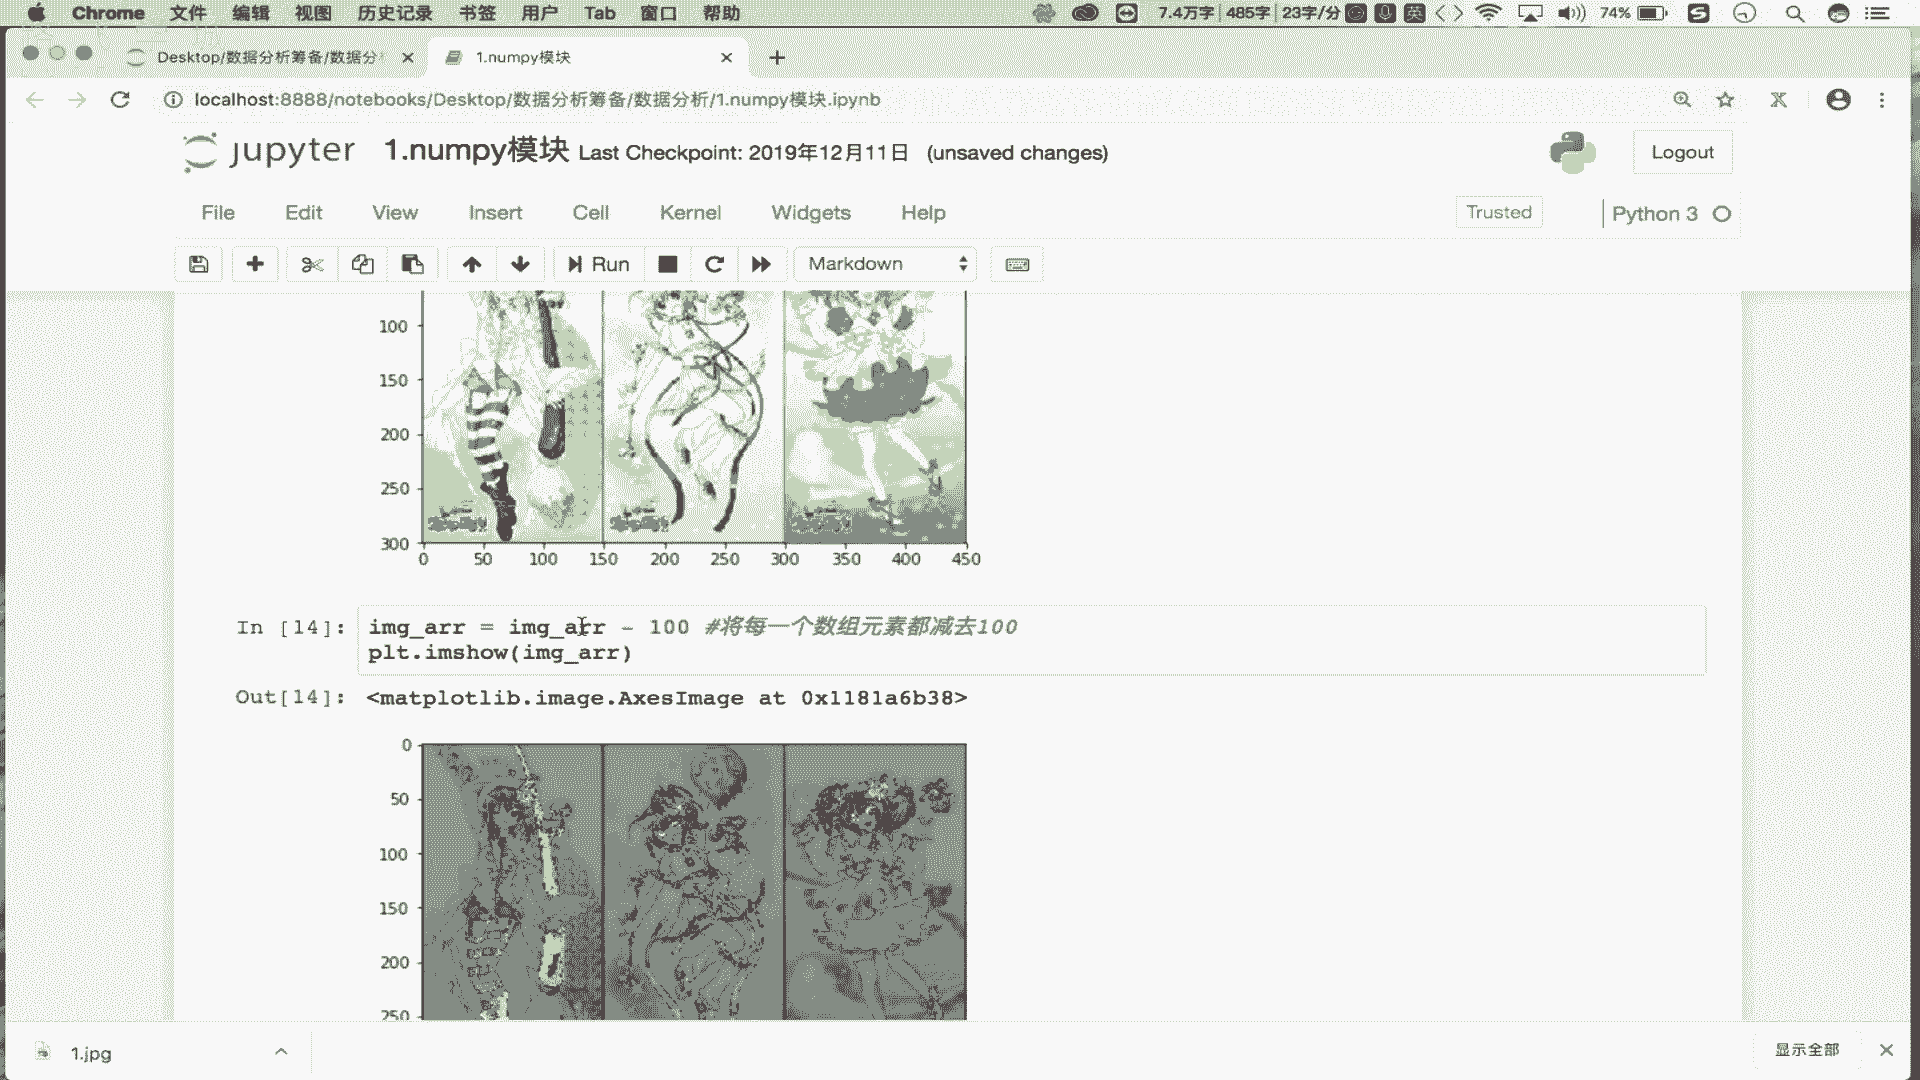 Chrome 文件 编辑 视图 历史记录 书签 用户 Tab 窗口 帮助 7.4万字 485字 23字/分 英 74%
Desktop/数据分析筹备/数据分 1.numpy模块
localhost:8888/notebooks/Desktop/数据分析筹备/数据分析/1.numpy模块.ipynb
jupyter 1.numpy模块 Last Checkpoint: 2019年12月11日 (unsaved changes) Logout
File Edit View Insert Cell Kernel Widgets Help Trusted Python 3
Run Markdown
100
150
200
250
300
0 50 100 150 200 250 300 350 400 450
In [14]: img_arr = img_arr - 100 #将每一个数组元素都减去100
plt.imshow(img_arr)
Out[14]: <matplotlib.image.AxesImage at 0x1181a6b38>
0
50
100
150
200
250
1.jpg 显示全部